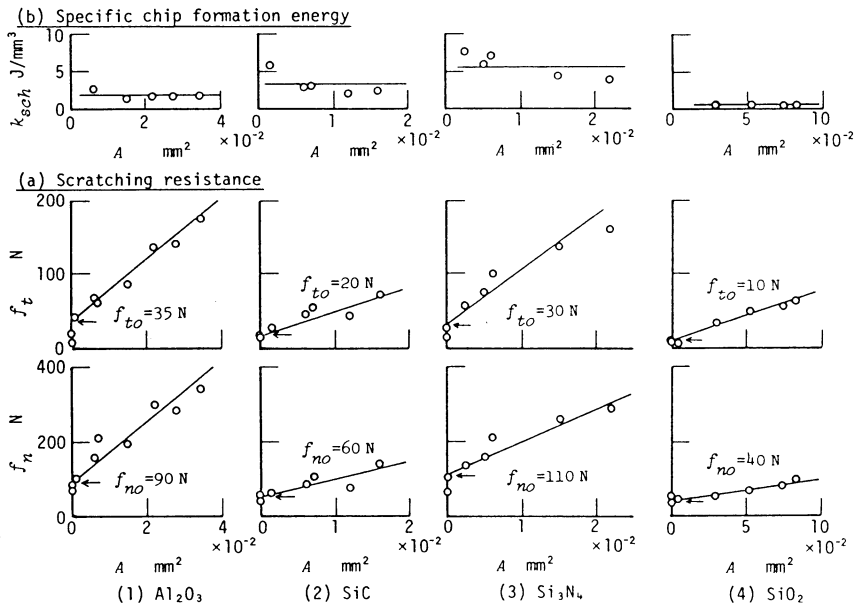 (b) Specific chip formation energy
k_sch J/mm³
10
5
0
0 2 4
×10⁻²
A mm²
0 1 2
×10⁻²
A mm²
0 1 2
×10⁻²
A mm²
0 5 10
×10⁻²
A mm²
(a) Scratching resistance
f_t N
200
100
0
f_to=35 N
f_to=20 N
f_to=30 N
f_to=10 N
f_n N
400
200
0
f_no=90 N
f_no=60 N
f_no=110 N
f_no=40 N
0 2 4
×10⁻²
A mm²
(1) Al₂O₃
0 1 2
×10⁻²
A mm²
(2) SiC
0 1 2
×10⁻²
A mm²
(3) Si₃N₄
0 5 10
×10⁻²
A mm²
(4) SiO₂